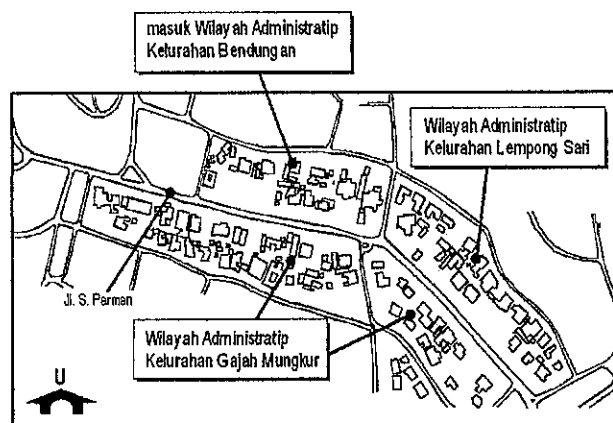 masuk Wilayah Administratip
Kelurahan Bendungan
Wilayah Administratip
Kelurahan Lempong Sari
Jl. S. Parman
Wilayah Administratip
Kelurahan Gajah Mungkur
U